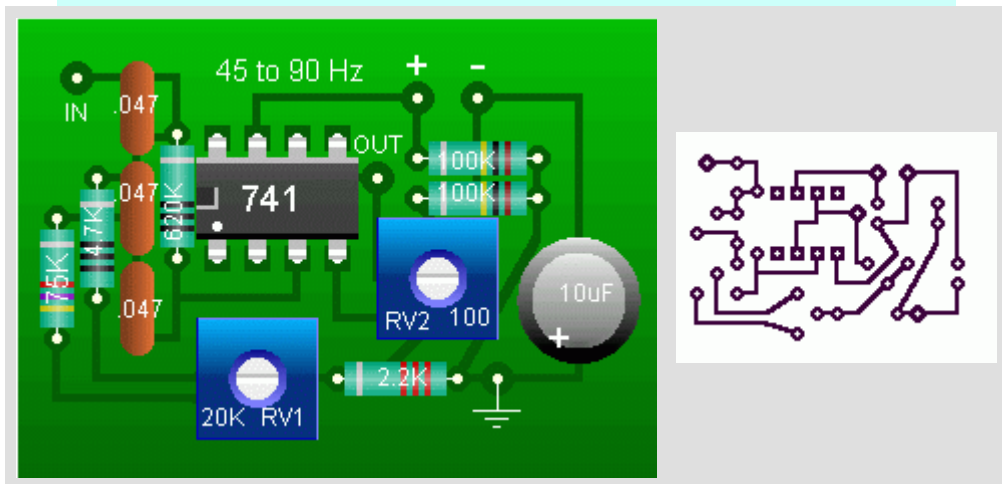 45 to 90 Hz
+ -
IN
.047
OUT
100K
100K
741
.047
620K
4.7K
75K
.047
10uF
+
RV2 100
2.2K
20K RV1